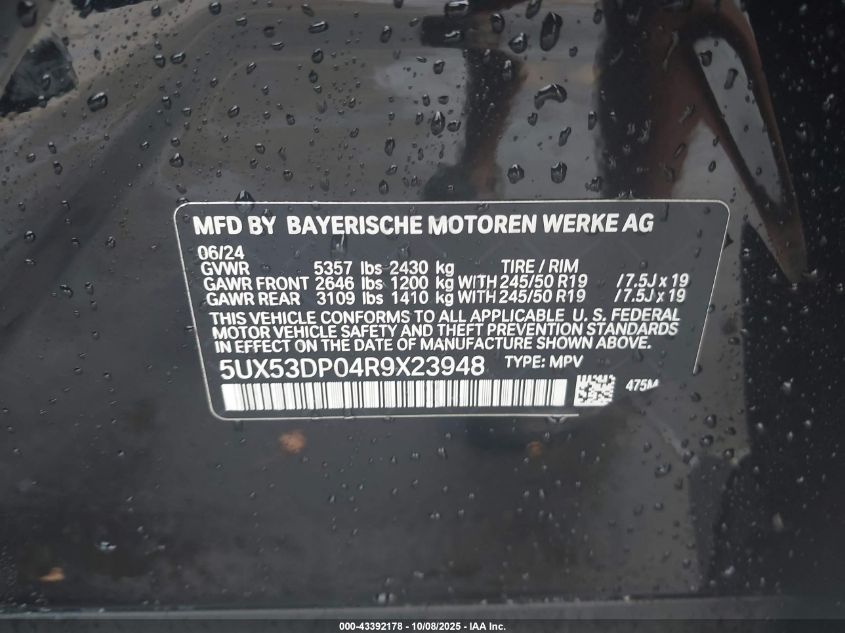 MFD BY BAYERISCHE MOTOREN WERKE AG
06/24
GVWR 5357 lbs 2430 kg TIRE / RIM
GAWR FRONT 2646 lbs 1200 kg WITH 245/50 R19 / 7.5J x 19
GAWR REAR 3109 lbs 1410 kg WITH 245/50 R19 / 7.5J x 19
THIS VEHICLE CONFORMS TO ALL APPLICABLE U. S. FEDERAL
MOTOR VEHICLE SAFETY AND THEFT PREVENTION STANDARDS
IN EFFECT ON THE DATE OF MANUFACTURE SHOWN ABOVE.
5UX53DP04R9X23948 TYPE: MPV
475M
000-43392178 - 10/08/2025 - IAA Inc.